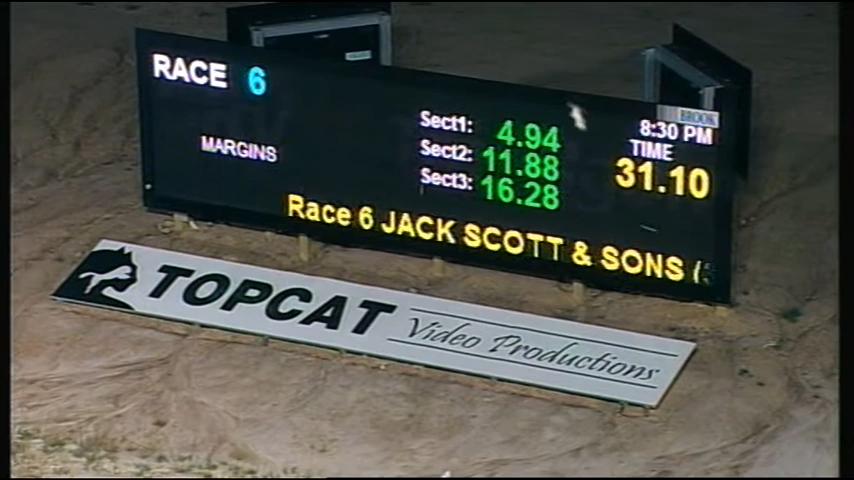 RACE 6
BROOK
8:30 PM
MARGINS
Sect1: 4.94
Sect2: 11.88
Sect3: 16.28
TIME
31.10
Race 6 JACK SCOTT & SONS (
TOPCAT Video Productions